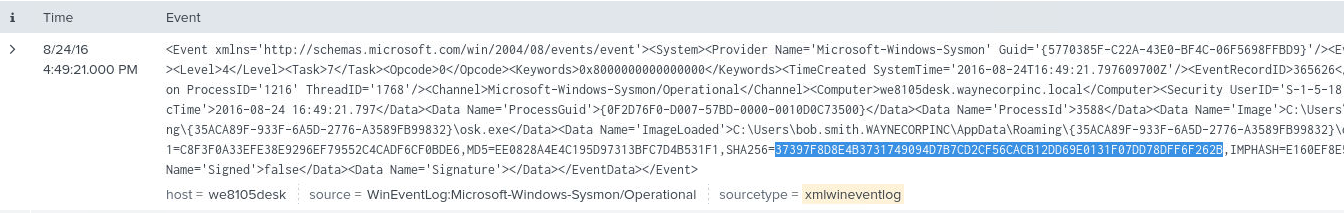 i Time Event
8/24/16 <Event xmlns='http://schemas.microsoft.com/win/2004/08/events/event'><System><Provider Name='Microsoft-Windows-Sysmon' Guid='{5770385F-C22A-43E0-BF4C-06F5698FFBD9}'/><Ev
4:49:21.000 PM ><Level>4</Level><Task>7</Task><Opcode>0</Opcode><Keywords>0x8000000000000000</Keywords><TimeCreated SystemTime='2016-08-24T16:49:21.797609700Z'/><EventRecordID>365626<
on ProcessID='1216' ThreadID='1768'/><Channel>Microsoft-Windows-Sysmon/Operational</Channel><Computer>we8105desk.waynecorpinc.local</Computer><Security UserID='S-1-5-18
cTime'>2016-08-24 16:49:21.797</Data><Data Name='ProcessGuid'>{0F2D76F0-D007-57BD-0000-0010D0C73500}</Data><Data Name='ProcessId'>3588</Data><Data Name='Image'>C:\Users
ng\{35ACA89F-933F-6A5D-2776-A3589FB99832}\osk.exe</Data><Data Name='ImageLoaded'>C:\Users\bob.smith.WAYNECORPINC\AppData\Roaming\{35ACA89F-933F-6A5D-2776-A3589FB99832}\
1=C8F3F0A33EFE38E9296EF79552C4CADF6CF0BDE6,MD5=EE0828A4E4C195D97313BFC7D4B531F1,SHA256=37397F8D8E4B3731749094D7B7CD2CF56CACB12DD69E0131F07DD78DFF6F262B,IMPHASH=E160EF8E
Name='Signed'>false</Data><Data Name='Signature'></Data></EventData></Event>
host = we8105desk source = WinEventLog:Microsoft-Windows-Sysmon/Operational sourcetype = xmlwineventlog